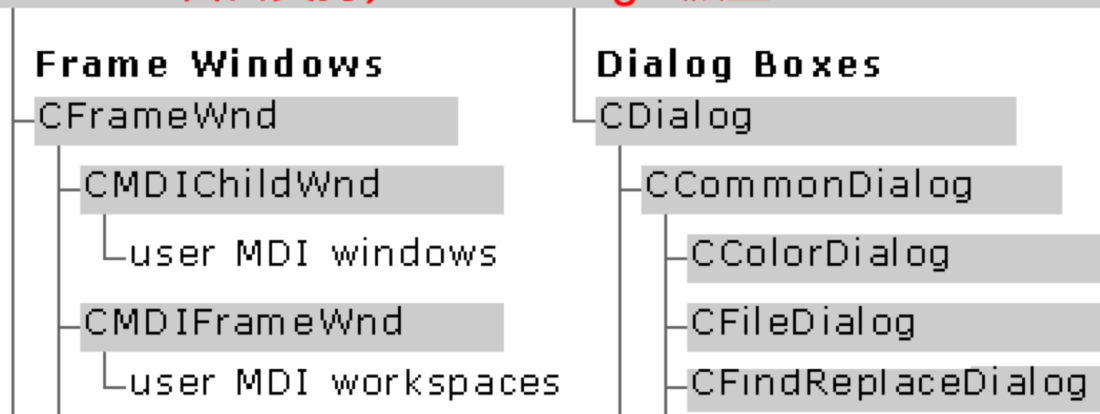 Frame Windows
CFrameWnd
CMDIChildWnd
user MDI windows
CMDIFrameWnd
user MDI workspaces
Dialog Boxes
CDialog
CCommonDialog
CColorDialog
CFileDialog
CFindReplaceDialog